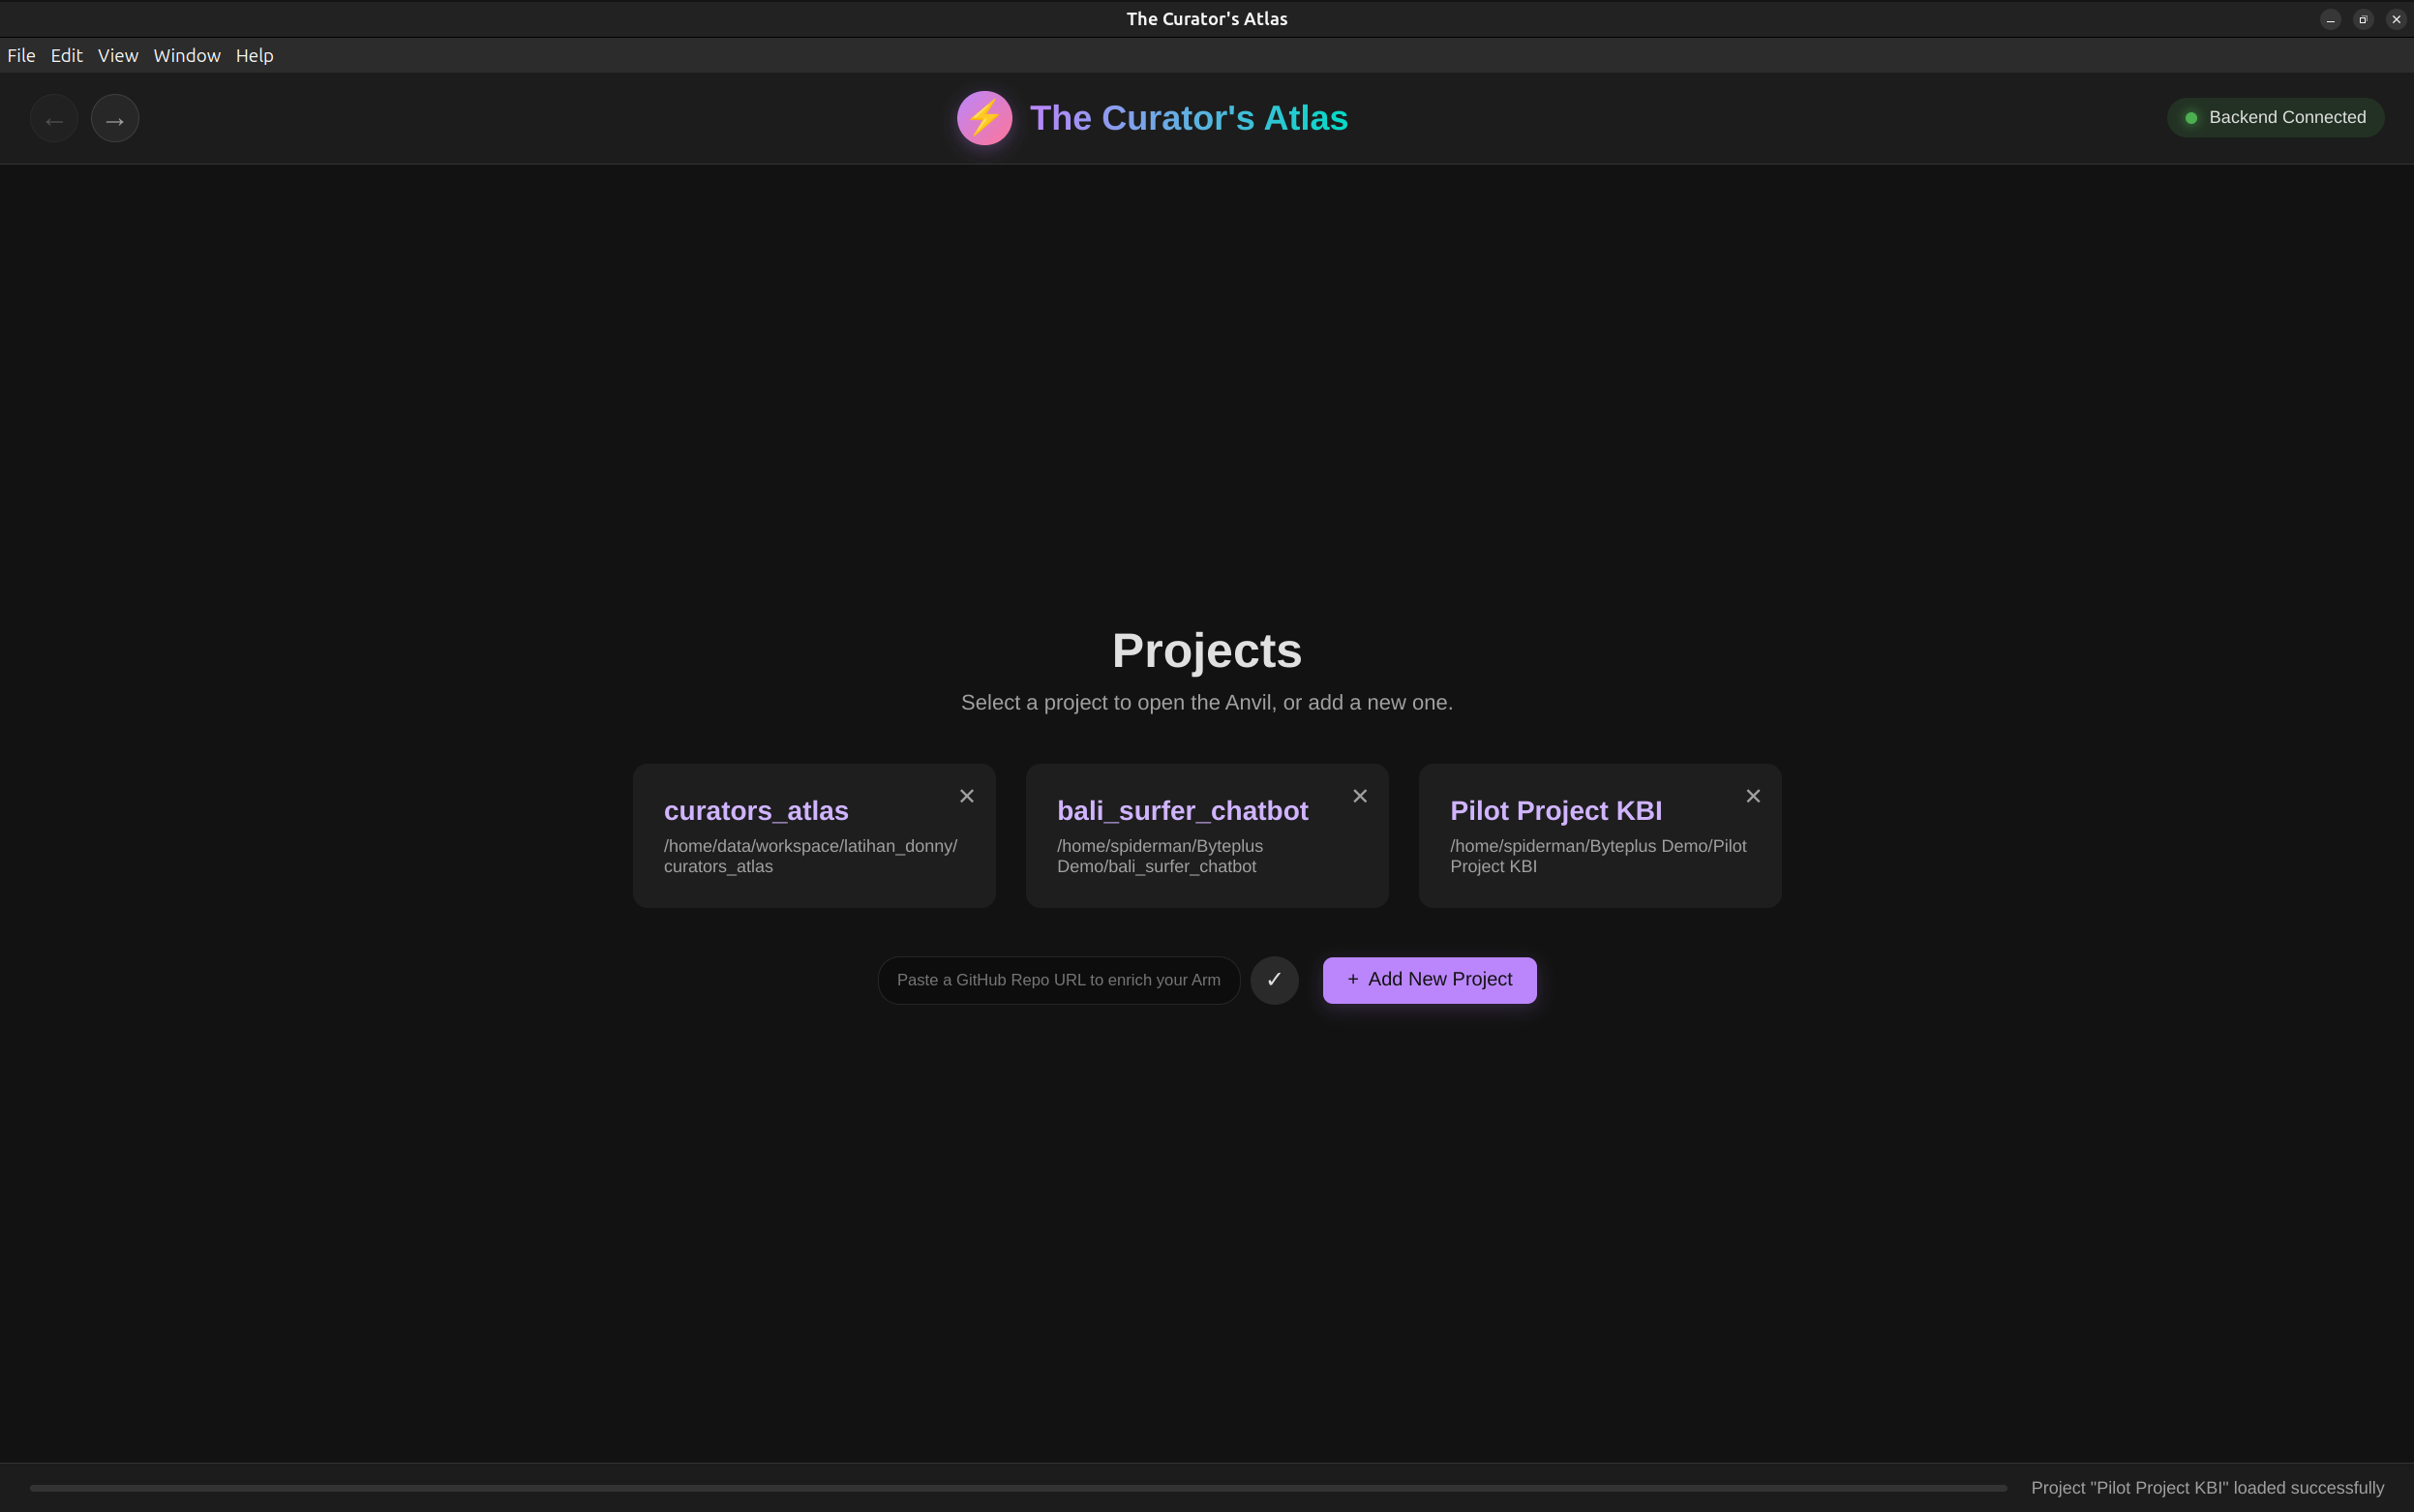 The Curator's Atlas
File Edit View Window Help
← →
⚡ The Curator's Atlas
Backend Connected
Projects
Select a project to open the Anvil, or add a new one.
curators_atlas ✕
/home/data/workspace/latihan_donny/
curators_atlas
bali_surfer_chatbot ✕
/home/spiderman/Byteplus
Demo/bali_surfer_chatbot
Pilot Project KBI ✕
/home/spiderman/Byteplus Demo/Pilot
Project KBI
Paste a GitHub Repo URL to enrich your Arm
✓
+ Add New Project
Project "Pilot Project KBI" loaded successfully